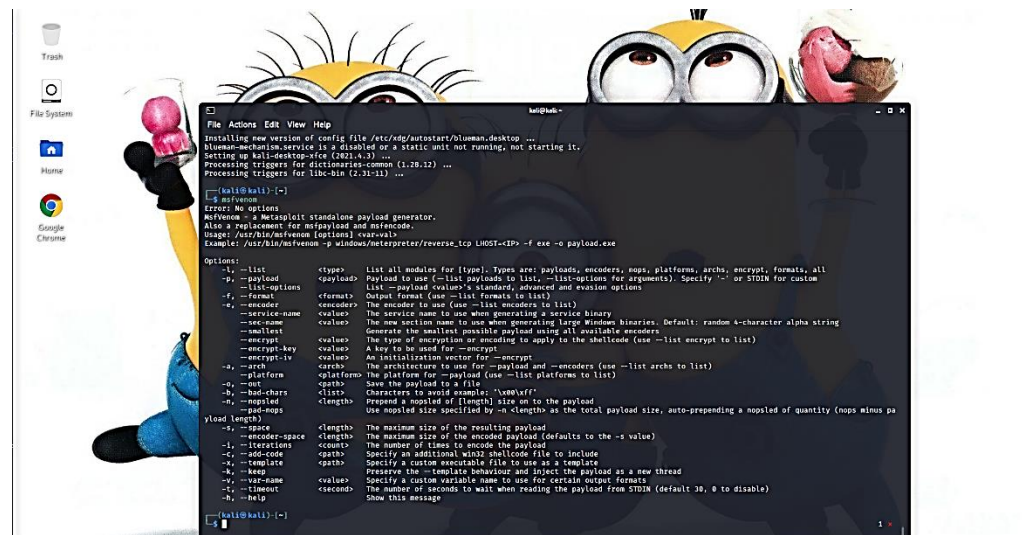 Trash
File System
Home
Google
Chrome
kali@kali: ~
File Actions Edit View Help
Installing new version of config file /etc/xdg/autostart/blueman.desktop ...
blueman-mechanism.service is a disabled or a static unit not running, not starting it.
Setting up kali-desktop-xfce (2021.4.3) ...
Processing triggers for dictionaries-common (1.28.12) ...
Processing triggers for libc-bin (2.31-11) ...
┌──(kali㉿kali)-[~]
└─$ msfvenom
Error: No options
MsfVenom - a Metasploit standalone payload generator.
Also a replacement for msfpayload and msfencode.
Usage: /usr/bin/msfvenom [options] <var=val>
Example: /usr/bin/msfvenom -p windows/meterpreter/reverse_tcp LHOST=<IP> -f exe -o payload.exe
Options:
-l, --list <type> List all modules for [type]. Types are: payloads, encoders, nops, platforms, archs, encrypt, formats, all
-p, --payload <payload> Payload to use (--list payloads to list, --list-options for arguments). Specify '-' or STDIN for custom
--list-options List --payload <value>'s standard, advanced and evasion options
-f, --format <format> Output format (use --list formats to list)
-e, --encoder <encoder> The encoder to use (use --list encoders to list)
--service-name <value> The service name to use when generating a service binary
--sec-name <value> The new section name to use when generating large Windows binaries. Default: random 4-character alpha string
--smallest Generate the smallest possible payload using all available encoders
--encrypt <value> The type of encryption or encoding to apply to the shellcode (use --list encrypt to list)
--encrypt-key <value> A key to be used for --encrypt
--encrypt-iv <value> An initialization vector for --encrypt
-a, --arch <arch> The architecture to use for --payload and --encoders (use --list archs to list)
--platform <platform> The platform for --payload (use --list platforms to list)
-o, --out <path> Save the payload to a file
-b, --bad-chars <list> Characters to avoid example: '\x00\xff'
-n, --nopsled <length> Prepend a nopsled of [length] size on to the payload
--pad-nops Use nopsled size specified by -n <length> as the total payload size, auto-prepending a nopsled of quantity (nops minus pa
yload length)
-s, --space <length> The maximum size of the resulting payload
--encoder-space <length> The maximum size of the encoded payload (defaults to the -s value)
-i, --iterations <count> The number of times to encode the payload
-c, --add-code <path> Specify an additional win32 shellcode file to include
-x, --template <path> Specify a custom executable file to use as a template
-k, --keep Preserve the --template behaviour and inject the payload as a new thread
-v, --var-name <value> Specify a custom variable name to use for certain output formats
-t, --timeout <second> The number of seconds to wait when reading the payload from STDIN (default 30, 0 to disable)
-h, --help Show this message
┌──(kali㉿kali)-[~]
└─$
1 ⨯